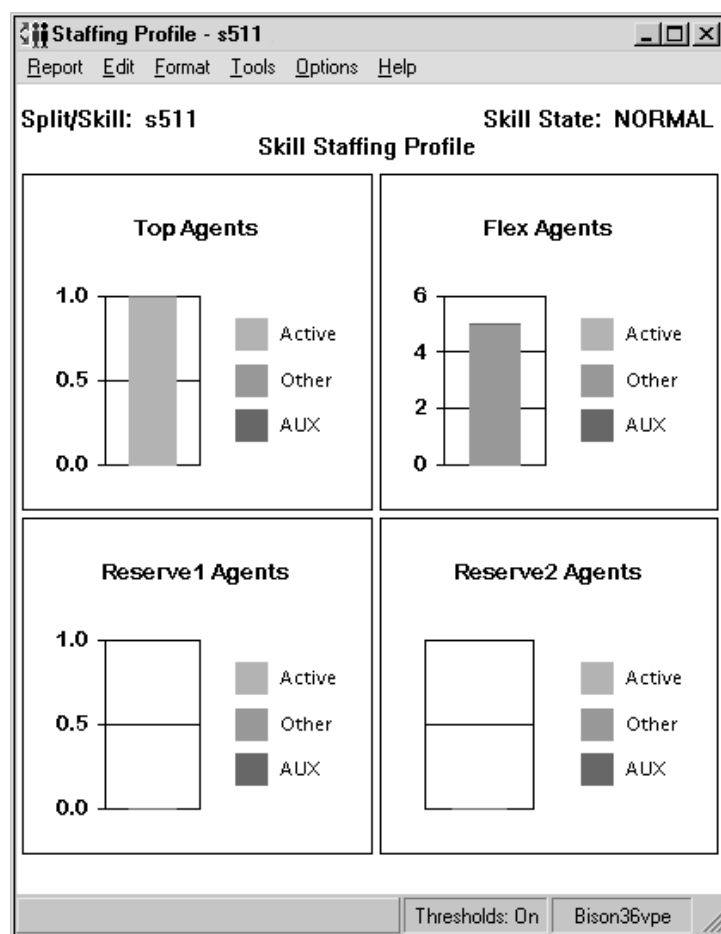 Staffing Profile - s511
Report Edit Format Tools Options Help
Split/Skill: s511 Skill State: NORMAL
Skill Staffing Profile
Top Agents
1.0
0.5
0.0
Active
Other
AUX
Flex Agents
6
4
2
0
Active
Other
AUX
Reserve1 Agents
1.0
0.5
0.0
Active
Other
AUX
Reserve2 Agents
Active
Other
AUX
Thresholds: On Bison36vpe